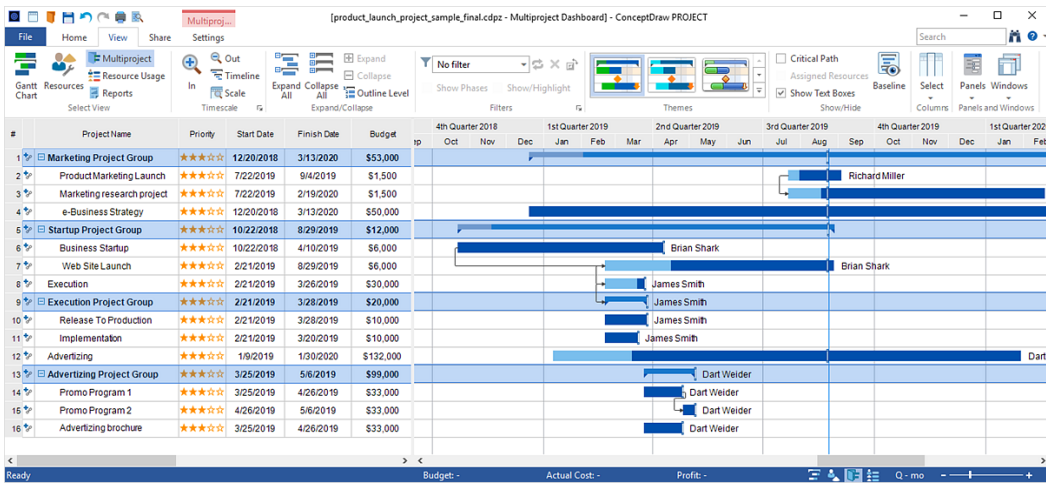 Multiproj...
[product_launch_project_sample_final.cdpz - Multiproject Dashboard] - ConceptDraw PROJECT
File Home View Share Settings
Search
Gantt Chart
Resources
Multiproject
Resource Usage
Reports
Select View
In
Out
Timeline
Scale
Timescale
Expand All
Collapse All
Expand
Collapse
Outline Level
Expand/Collapse
No filter
Show Phases Show/Highlight
Filters
Themes
Critical Path
Assigned Resources
Show Text Boxes
Show/Hide
Baseline
Select
Columns
Panels Windows
Panels and Windows
# Project Name Priority Start Date Finish Date Budget
4th Quarter 2018 1st Quarter 2019 2nd Quarter 2019 3rd Quarter 2019 4th Quarter 2019 1st Quarter 202
ep Oct Nov Dec Jan Feb Mar Apr May Jun Jul Aug Sep Oct Nov Dec Jan Feb
1 Marketing Project Group 12/20/2018 3/13/2020 $53,000
2 Product Marketing Launch 7/22/2019 9/4/2019 $1,500 Richard Miller
3 Marketing research project 7/22/2019 2/19/2020 $1,500
4 e-Business Strategy 12/20/2018 3/13/2020 $50,000
5 Startup Project Group 10/22/2018 8/29/2019 $12,000
6 Business Startup 10/22/2018 4/10/2019 $6,000 Brian Shark
7 Web Site Launch 2/21/2019 8/29/2019 $6,000 Brian Shark
8 Execution 2/21/2019 3/26/2019 $30,000 James Smith
9 Execution Project Group 2/21/2019 3/28/2019 $20,000 James Smith
10 Release To Production 2/21/2019 3/28/2019 $10,000 James Smith
11 Implementation 2/21/2019 3/20/2019 $10,000 James Smith
12 Advertizing 1/9/2019 1/30/2020 $132,000 Dart
13 Advertizing Project Group 3/25/2019 5/6/2019 $99,000 Dart Weider
14 Promo Program 1 3/25/2019 4/26/2019 $33,000 Dart Weider
15 Promo Program 2 4/26/2019 5/6/2019 $33,000 Dart Weider
16 Advertizing brochure 3/25/2019 4/26/2019 $33,000 Dart Weider
Ready Budget: - Actual Cost: - Profit: - Q - mo